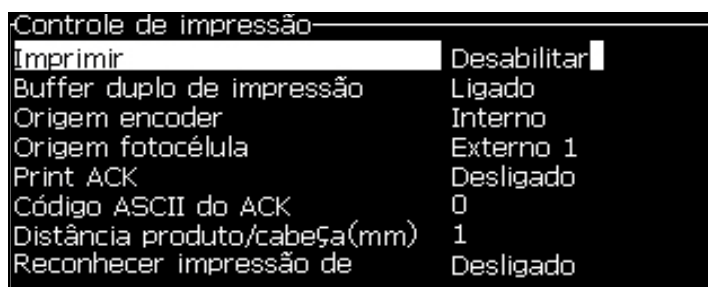 Controle de impressão
Imprimir Desabilitar
Buffer duplo de impressão Ligado
Origem encoder Interno
Origem fotocélula Externo 1
Print ACK Desligado
Código ASCII do ACK 0
Distância produto/cabeça(mm) 1
Reconhecer impressão de Desligado